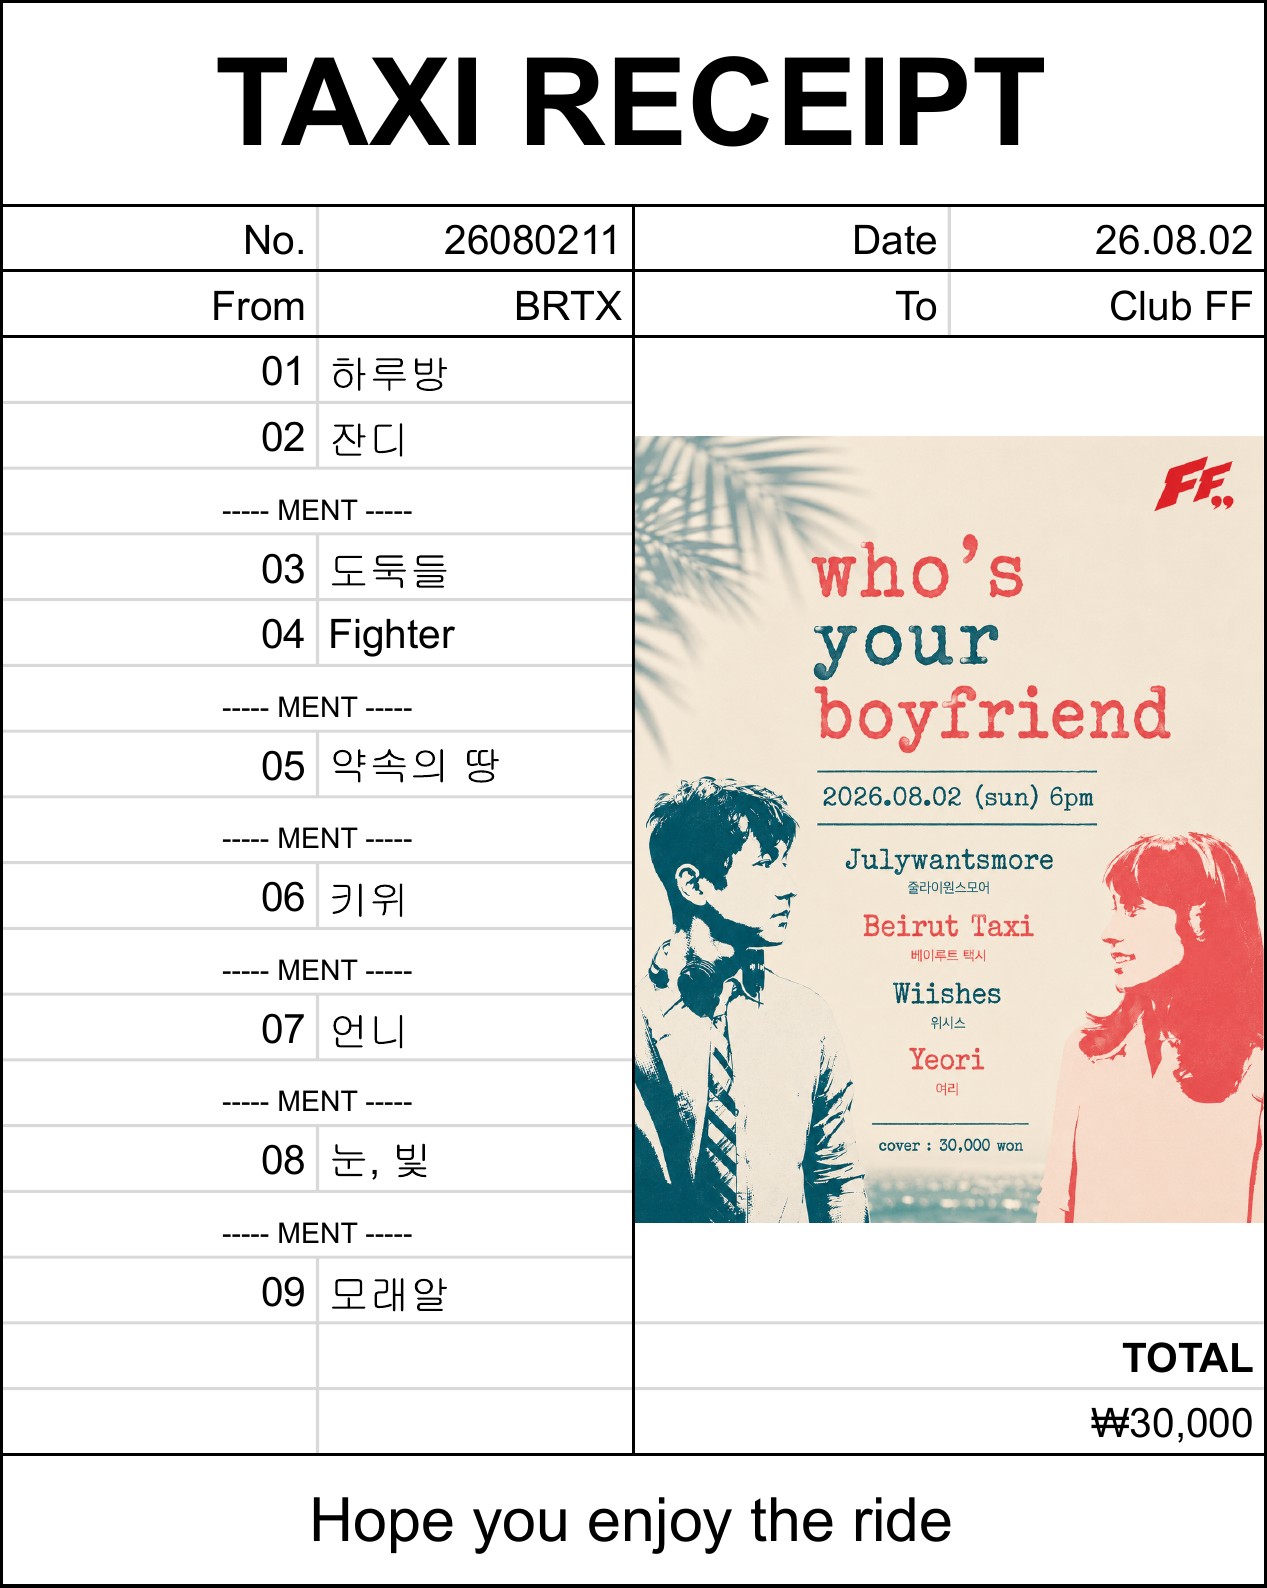 TAXI RECEIPT
No. 26080211 Date 26.08.02
From BRTX To Club FF
01 하루방
02 잔디
----- MENT -----
03 도둑들
04 Fighter
----- MENT -----
05 약속의 땅
----- MENT -----
06 키위
----- MENT -----
07 언니
----- MENT -----
08 눈, 빛
----- MENT -----
09 모래알
FF
who's
your
boyfriend
2026.08.02 (sun) 6pm
Julywantsmore
줄라이원스모어
Beirut Taxi
베이루트 택시
Wiishes
위시스
Yeori
여리
cover : 30,000 won
TOTAL
₩30,000
Hope you enjoy the ride